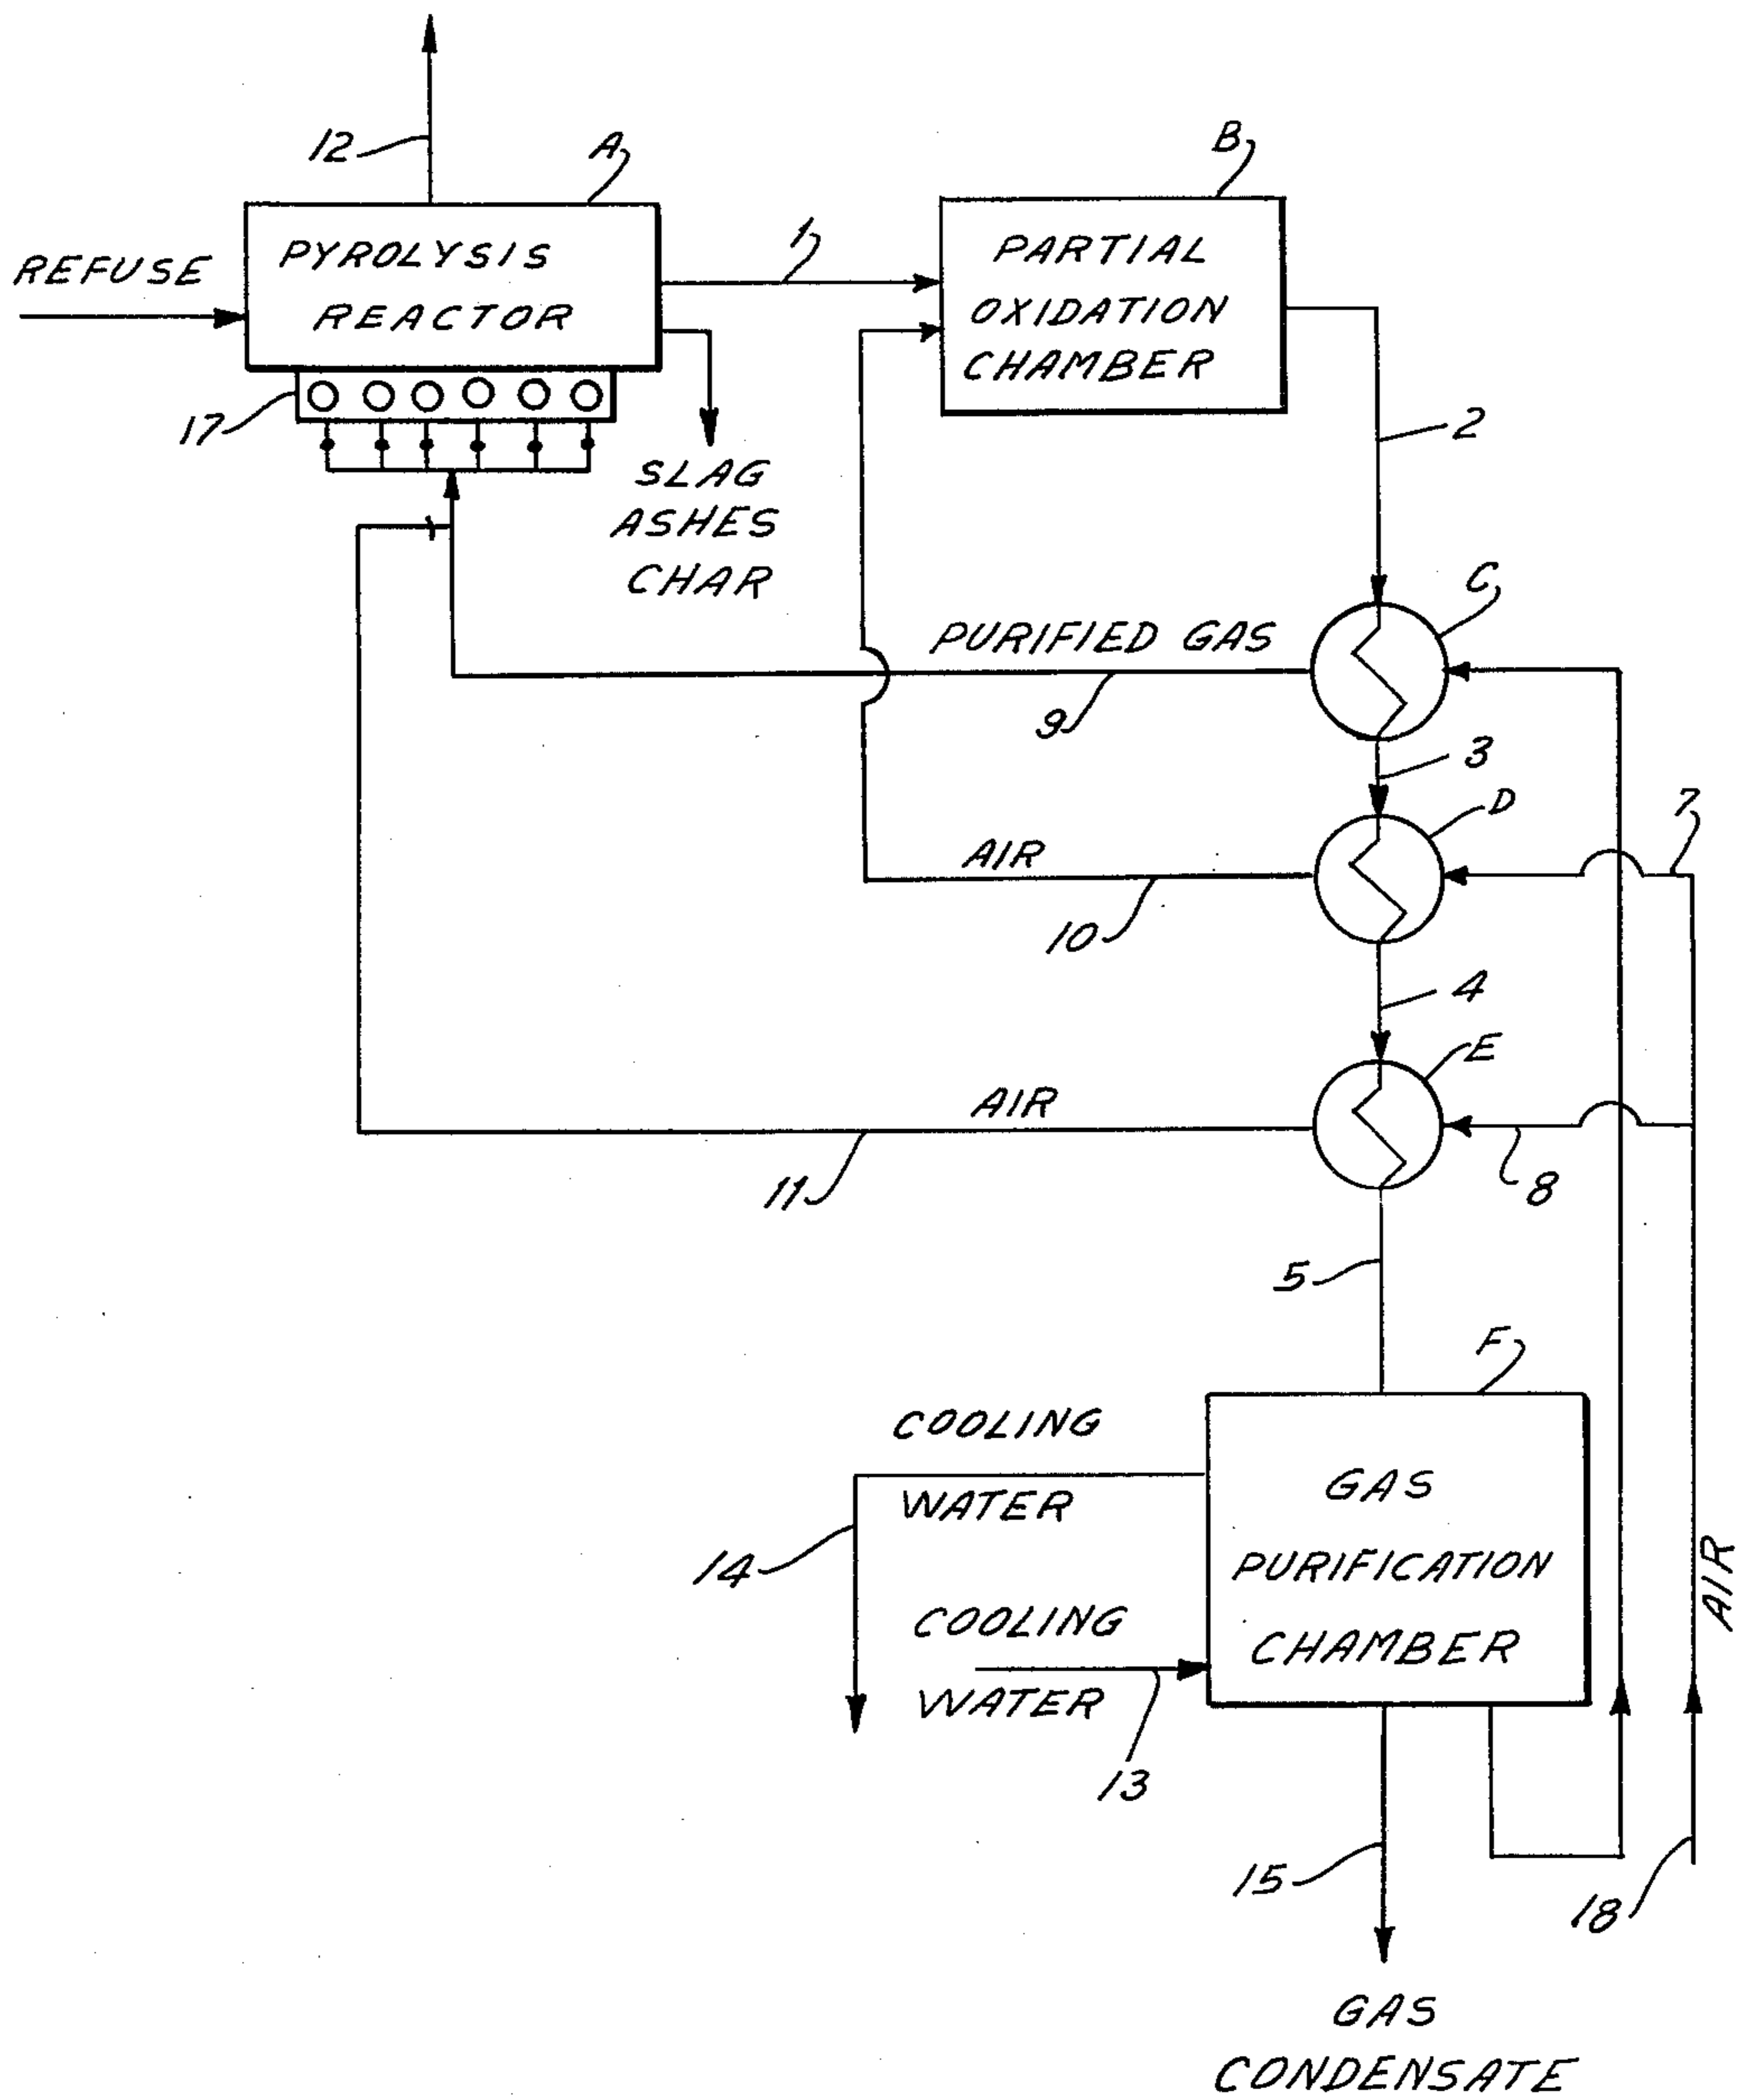 12
A
B
REFUSE
PYROLYSIS
REACTOR
1
PARTIAL
OXIDATION
CHAMBER
17
2
SLAG
ASHES
CHAR
C
PURIFIED GAS
9
3
D
7
AIR
10
4
E
AIR
11
8
5
F
COOLING
WATER
14
GAS
PURIFICATION
CHAMBER
COOLING
WATER
13
AIR
15
18
GAS
CONDENSATE